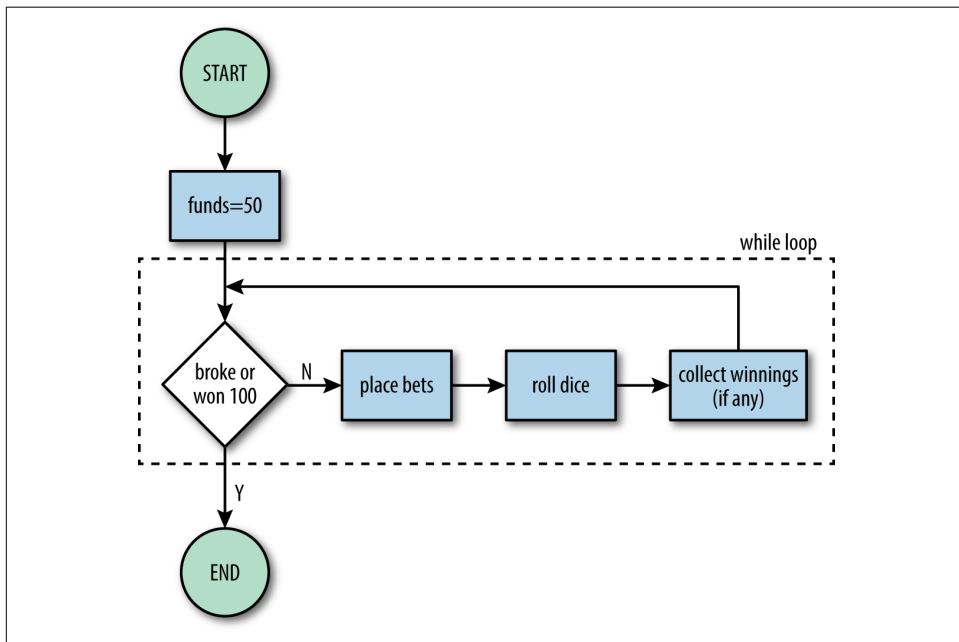 START
funds=50
while loop
broke or
won 100
N
place bets
roll dice
collect winnings
(if any)
Y
END